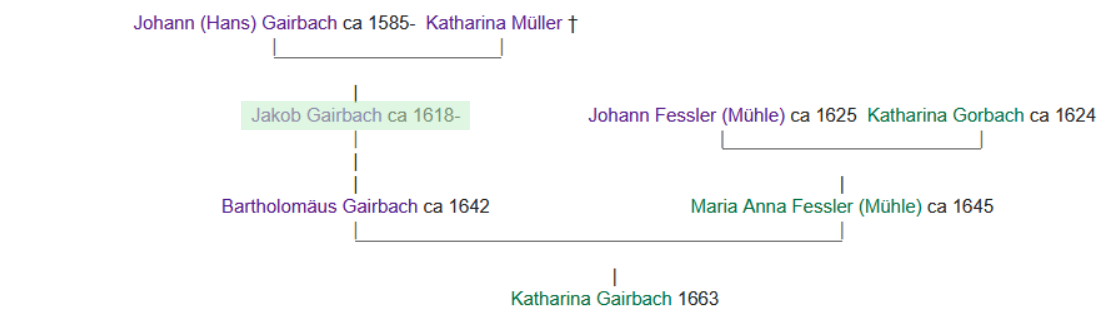 Johann (Hans) Gairbach ca 1585- Katharina Müller †
Jakob Gairbach ca 1618-
Johann Fessler (Mühle) ca 1625 Katharina Gorbach ca 1624
Bartholomäus Gairbach ca 1642
Maria Anna Fessler (Mühle) ca 1645
Katharina Gairbach 1663